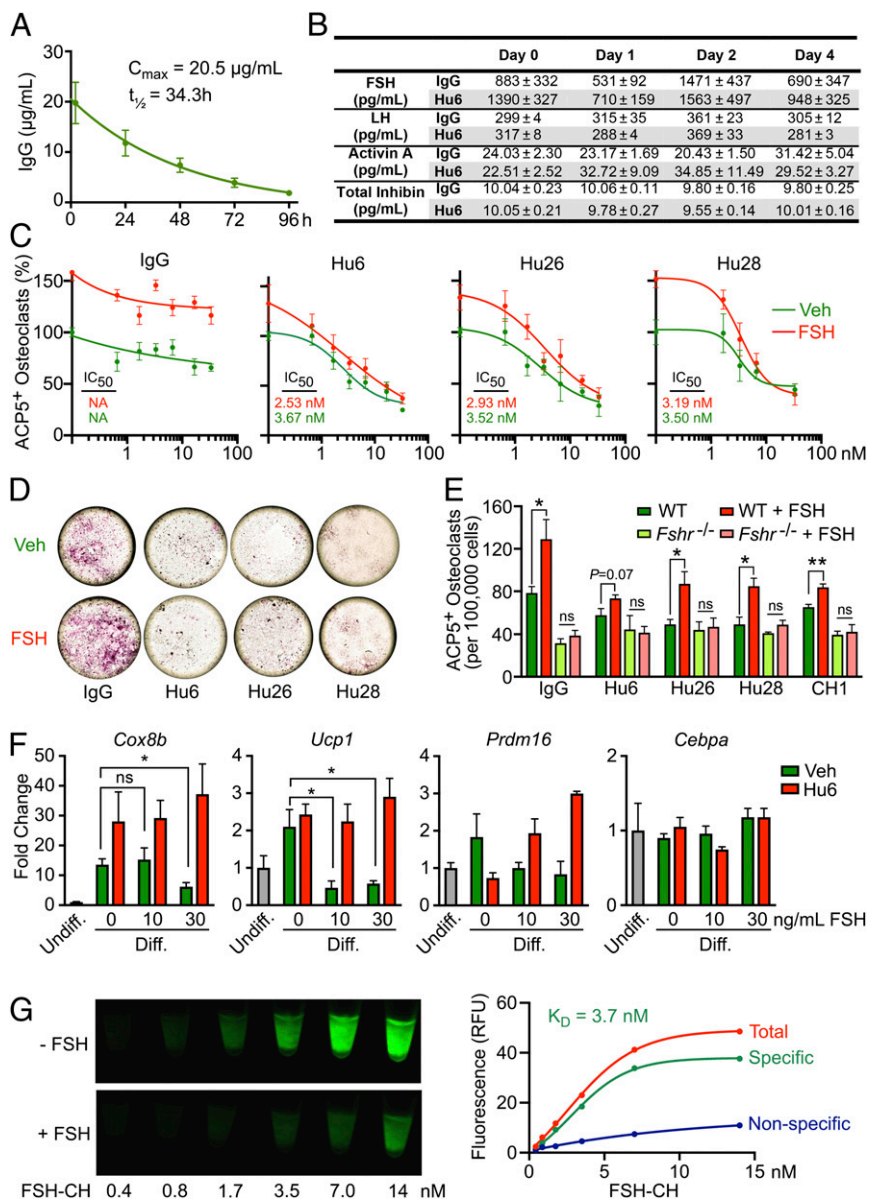 A
30
20
10
0
IgG (µg/mL)
Cmax = 20.5 µg/mL
t½ = 34.3h
0 24 48 72 96 h
B
Day 0 Day 1 Day 2 Day 4
FSH (pg/mL) IgG 883 ± 332 531 ± 92 1471 ± 437 690 ± 347
Hu6 1390 ± 327 710 ± 159 1563 ± 497 948 ± 325
LH (pg/mL) IgG 299 ± 4 315 ± 35 361 ± 23 305 ± 12
Hu6 317 ± 8 288 ± 4 369 ± 33 281 ± 3
Activin A (pg/mL) IgG 24.03 ± 2.30 23.17 ± 1.69 20.43 ± 1.50 31.42 ± 5.04
Hu6 22.51 ± 2.52 32.72 ± 9.09 34.85 ± 11.49 29.52 ± 3.27
Total Inhibin (pg/mL) IgG 10.04 ± 0.23 10.06 ± 0.11 9.80 ± 0.16 9.80 ± 0.25
Hu6 10.05 ± 0.21 9.78 ± 0.27 9.55 ± 0.14 10.01 ± 0.16
C
IgG Hu6 Hu26 Hu28
ACP5+ Osteoclasts (%)
150
100
50
0
Veh
FSH
IC50 IC50 IC50 IC50
NA 2.53 nM 2.93 nM 3.19 nM
NA 3.67 nM 3.52 nM 3.50 nM
1 10 100 1 10 100 1 10 100 1 10 100 nM
D
Veh
FSH
IgG Hu6 Hu26 Hu28
E
WT WT + FSH
Fshr-/- Fshr-/- + FSH
ACP5+ Osteoclasts
(per 100,000 cells)
160
120
80
40
0
* P=0.07 * * **
ns ns ns ns ns
IgG Hu6 Hu26 Hu28 CH1
F
Cox8b Ucp1 Prdm16 Cebpa
Fold Change
50
40
30
20
10
0
* ns
4
3
2
1
0
* *
4
3
2
1
0
2
1
0
Veh
Hu6
Undiff. 0 10 30 Undiff. 0 10 30 Undiff. 0 10 30 Undiff. 0 10 30 ng/mL FSH
Diff. Diff. Diff. Diff.
G
- FSH
+ FSH
FSH-CH 0.4 0.8 1.7 3.5 7.0 14 nM
Fluorescence (RFU)
60
40
20
0
KD = 3.7 nM
Total
Specific
Non-specific
0 5 10 15 nM
FSH-CH